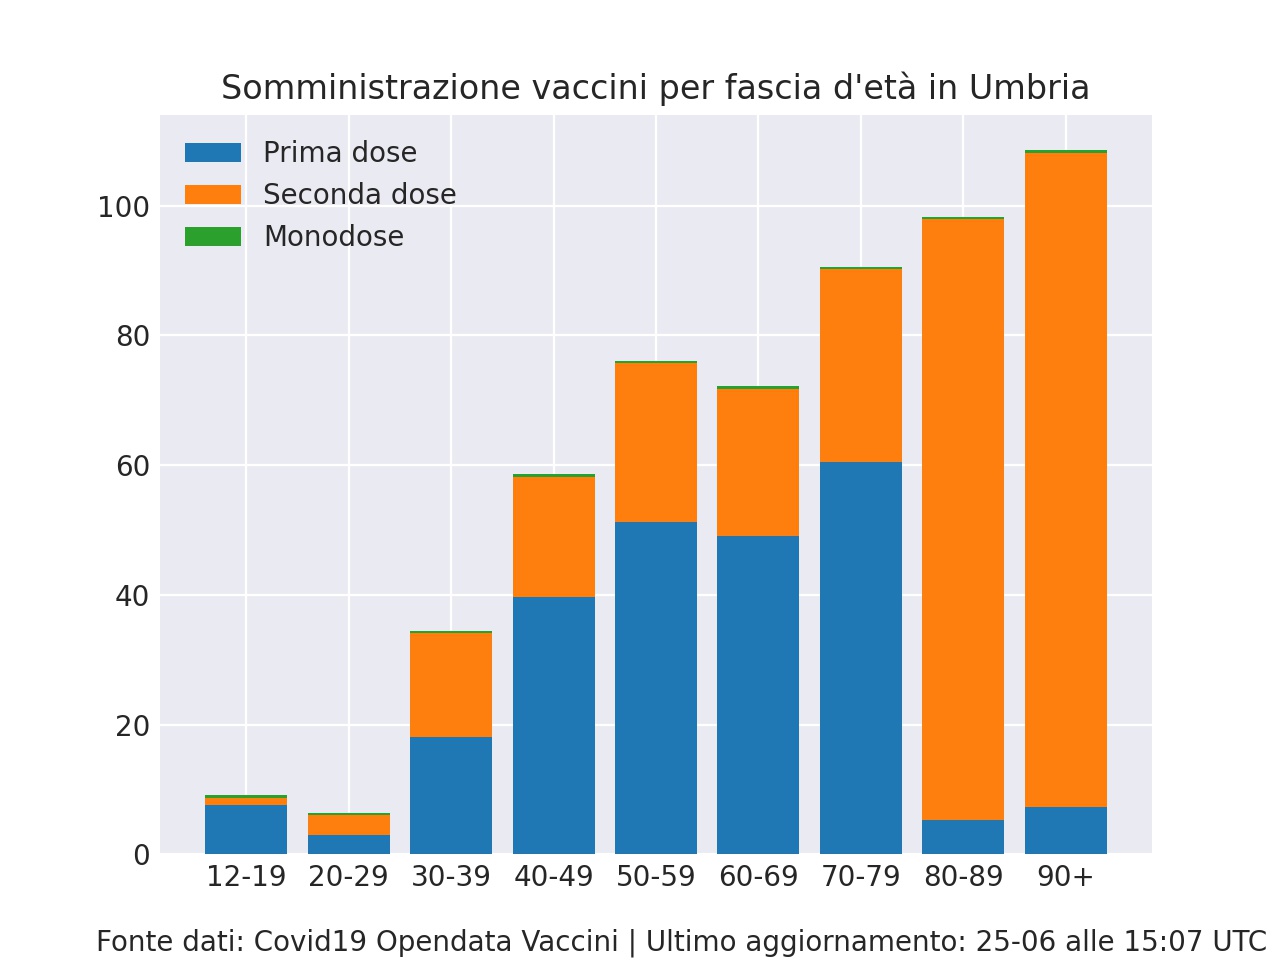 Somministrazione vaccini per fascia d'età in Umbria
Prima dose
Seconda dose
Monodose
100
80
60
40
20
0
12-19 20-29 30-39 40-49 50-59 60-69 70-79 80-89 90+
Fonte dati: Covid19 Opendata Vaccini | Ultimo aggiornamento: 25-06 alle 15:07 UTC